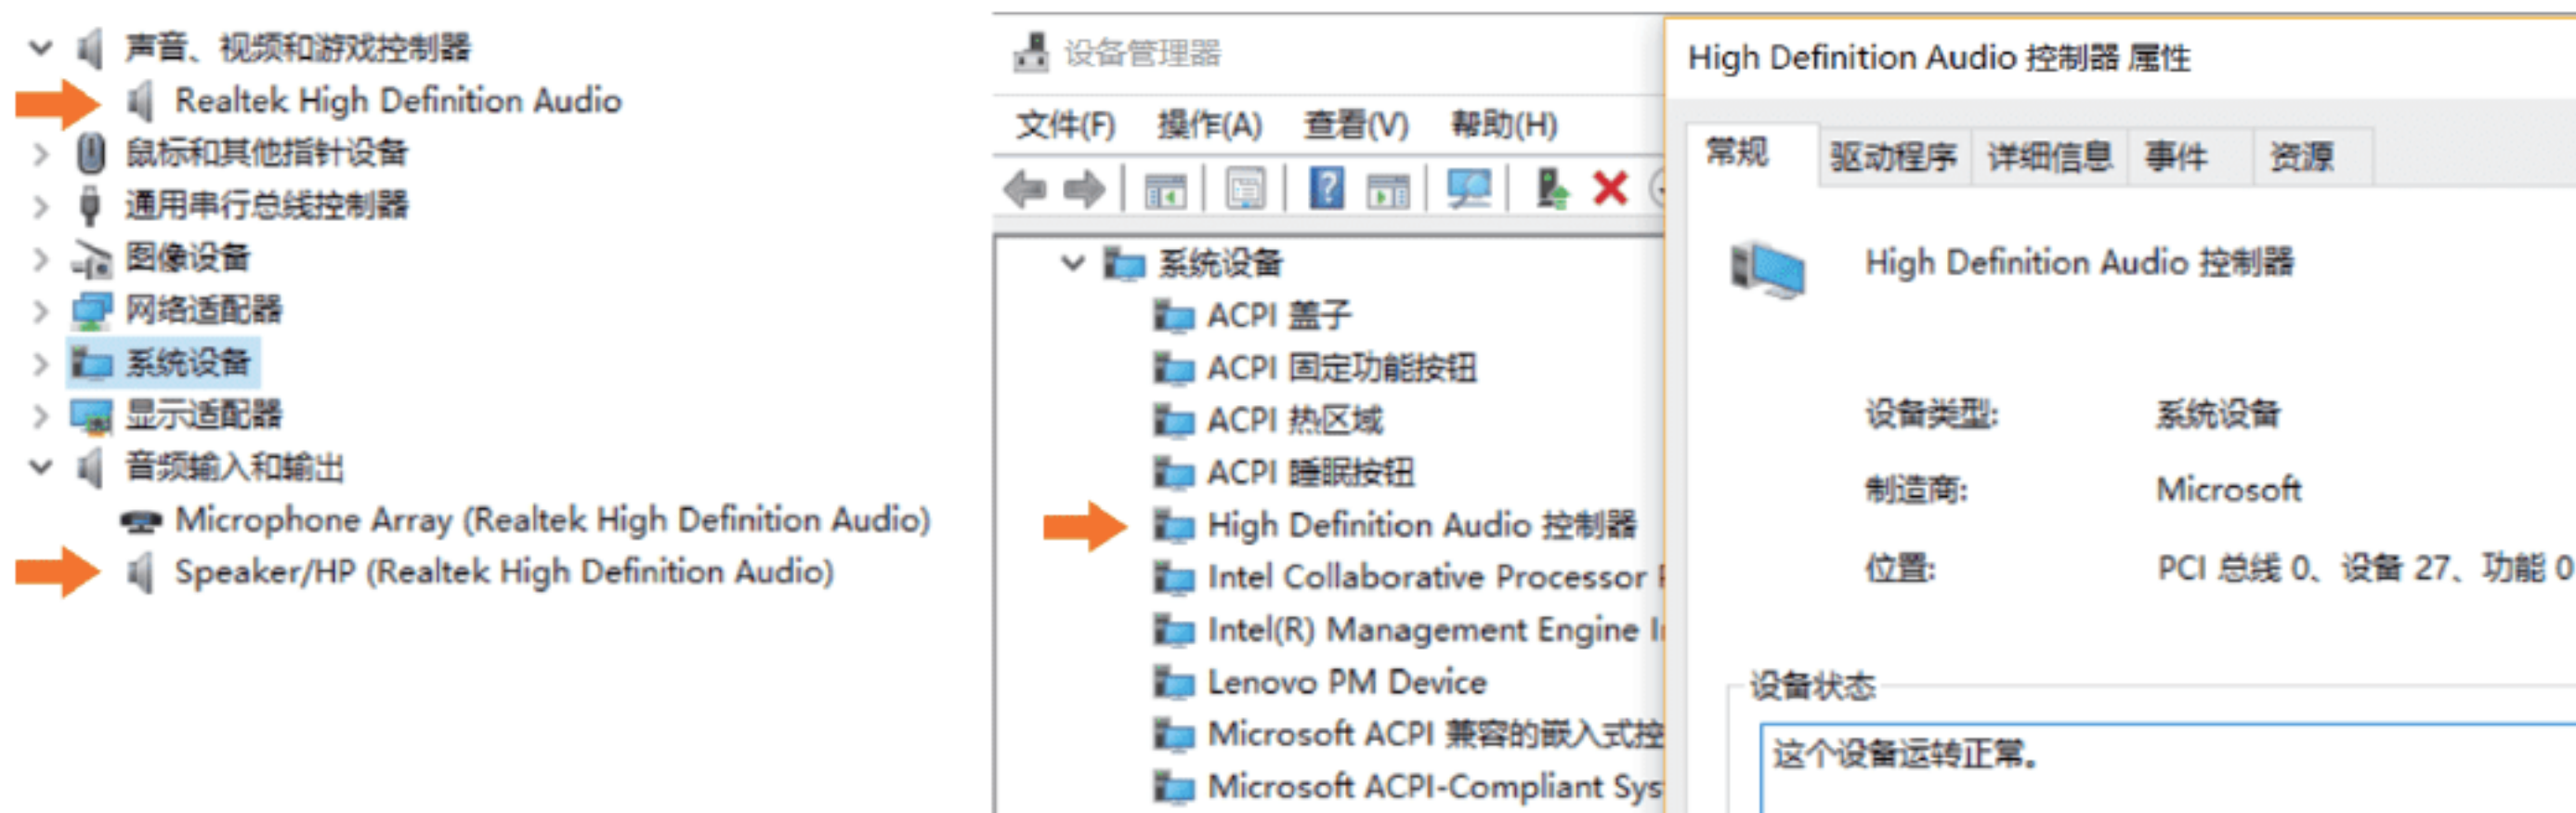 声音、视频和游戏控制器
Realtek High Definition Audio
鼠标和其他指针设备
通用串行总线控制器
图像设备
网络适配器
系统设备
显示适配器
音频输入和输出
Microphone Array (Realtek High Definition Audio)
Speaker/HP (Realtek High Definition Audio)
设备管理器
文件(F) 操作(A) 查看(V) 帮助(H)
系统设备
ACPI 盖子
ACPI 固定功能按钮
ACPI 热区域
ACPI 睡眠按钮
High Definition Audio 控制器
Intel Collaborative Processor
Intel(R) Management Engine
Lenovo PM Device
Microsoft ACPI 兼容的嵌入式控
Microsoft ACPI-Compliant Sys
High Definition Audio 控制器 属性
常规 驱动程序 详细信息 事件 资源
High Definition Audio 控制器
设备类型: 系统设备
制造商: Microsoft
位置: PCI 总线 0、设备 27、功能 0
设备状态
这个设备运转正常。